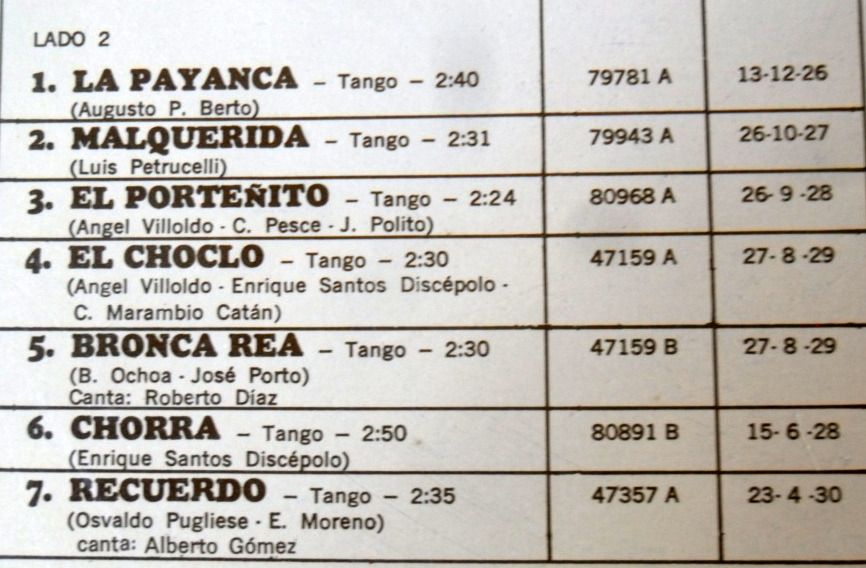 LADO 2
1. LA PAYANCA – Tango – 2:40 79781 A 13-12-26
(Augusto P. Berto)
2. MALQUERIDA – Tango – 2:31 79943 A 26-10-27
(Luis Petrucelli)
3. EL PORTEÑITO – Tango – 2:24 80968 A 26- 9 -28
(Angel Villoldo - C. Pesce - J. Polito)
4. EL CHOCLO – Tango – 2:30 47159 A 27- 8 -29
(Angel Villoldo - Enrique Santos Discépolo -
C. Marambio Catán)
5. BRONCA REA – Tango – 2:30 47159 B 27- 8 -29
(B. Ochoa - José Porto)
Canta: Roberto Díaz
6. CHORRA – Tango – 2:50 80891 B 15- 6 -28
(Enrique Santos Discépolo)
7. RECUERDO – Tango – 2:35 47357 A 23- 4 -30
(Osvaldo Pugliese - E. Moreno)
canta: Alberto Gómez